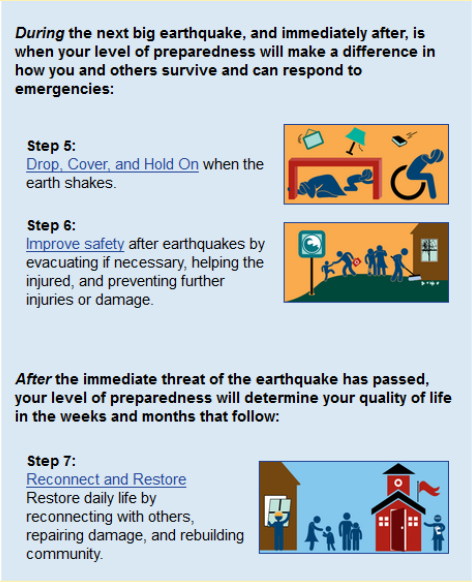 During the next big earthquake, and immediately after, is
when your level of preparedness will make a difference in
how you and others survive and can respond to
emergencies:
Step 5:
Drop, Cover, and Hold On when the
earth shakes.
Step 6:
Improve safety after earthquakes by
evacuating if necessary, helping the
injured, and preventing further
injuries or damage.
After the immediate threat of the earthquake has passed,
your level of preparedness will determine your quality of life
in the weeks and months that follow:
Step 7:
Reconnect and Restore
Restore daily life by
reconnecting with others,
repairing damage, and rebuilding
community.